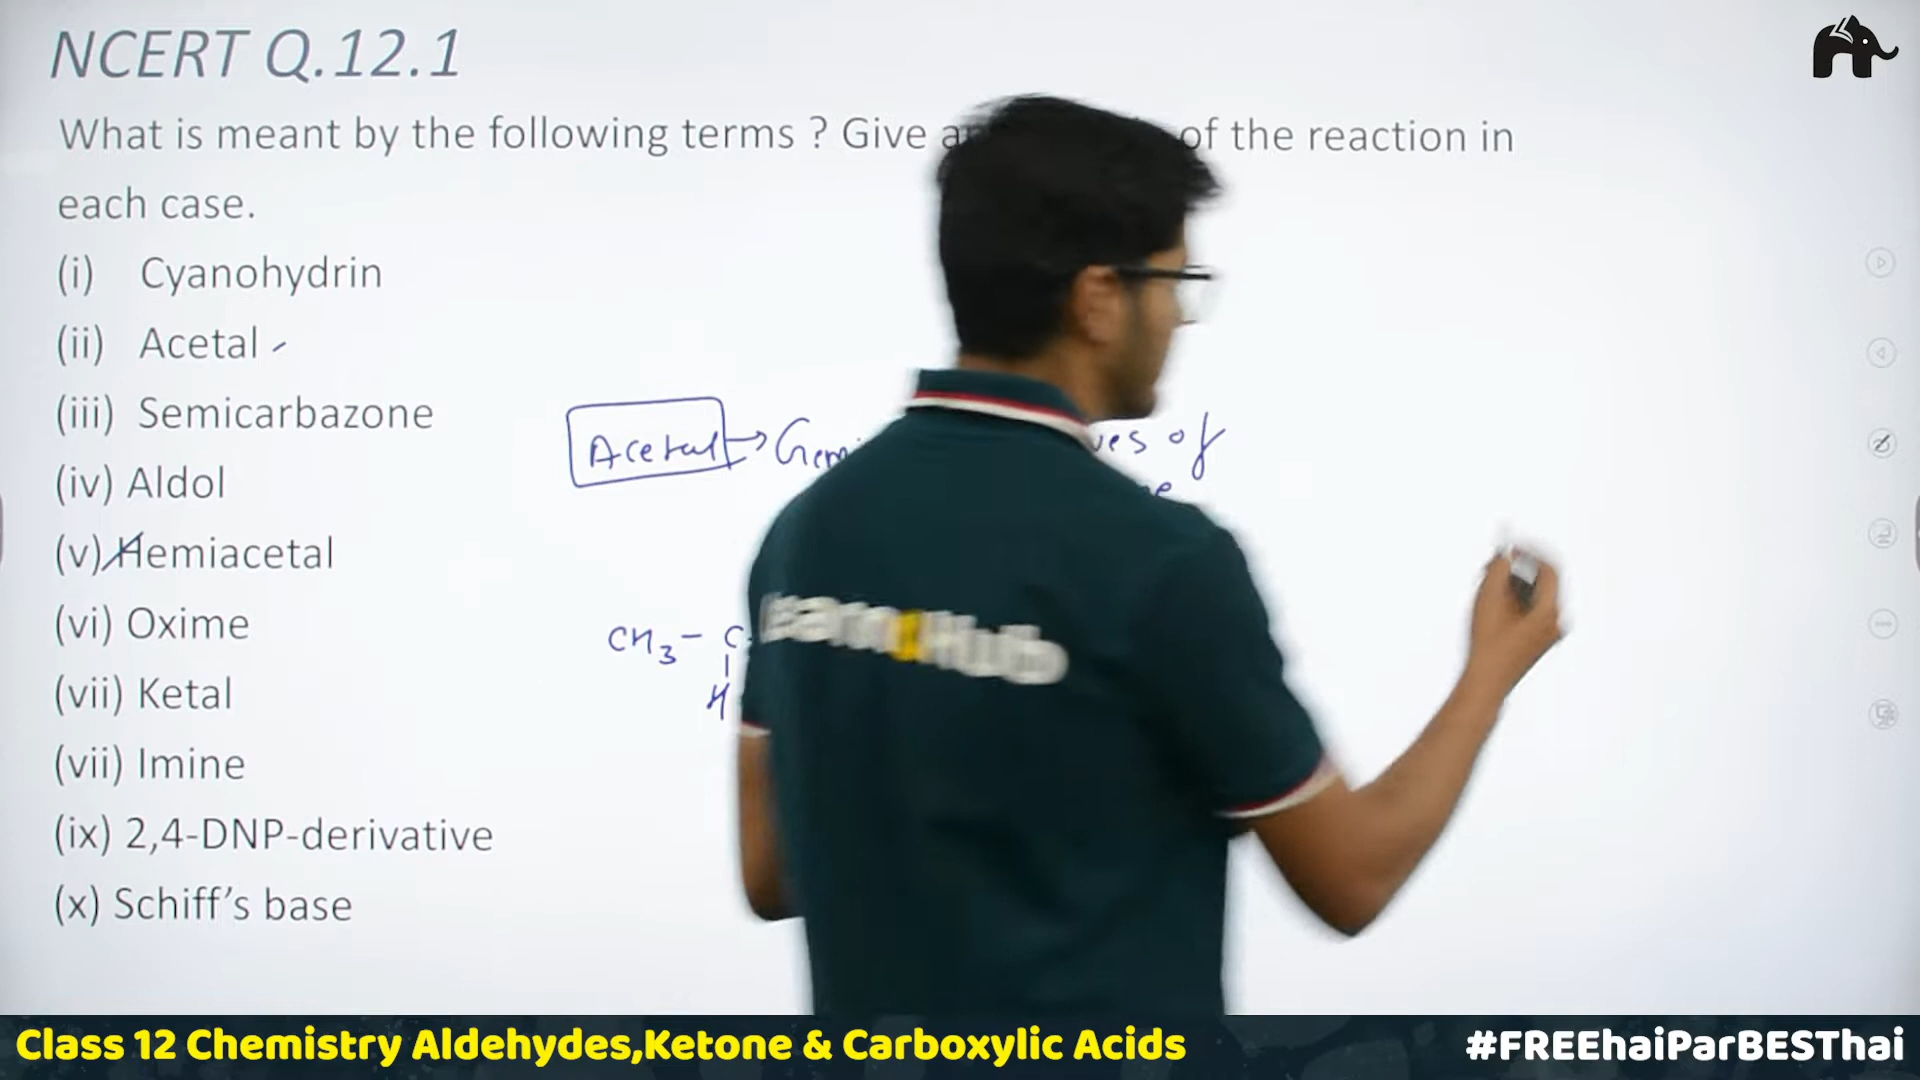 NCERT Q.12.1
What is meant by the following terms ? Give of the reaction in
each case.
(i) Cyanohydrin
(ii) Acetal
(iii) Semicarbazone
Acetal → of
(iv) Aldol
(v) Hemiacetal
(vi) Oxime
CH3 - C
H
(vii) Ketal
(vii) Imine
(ix) 2,4-DNP-derivative
(x) Schiff's base
Class 12 Chemistry Aldehydes,Ketone & Carboxylic Acids
#FREEhaiParBESThai